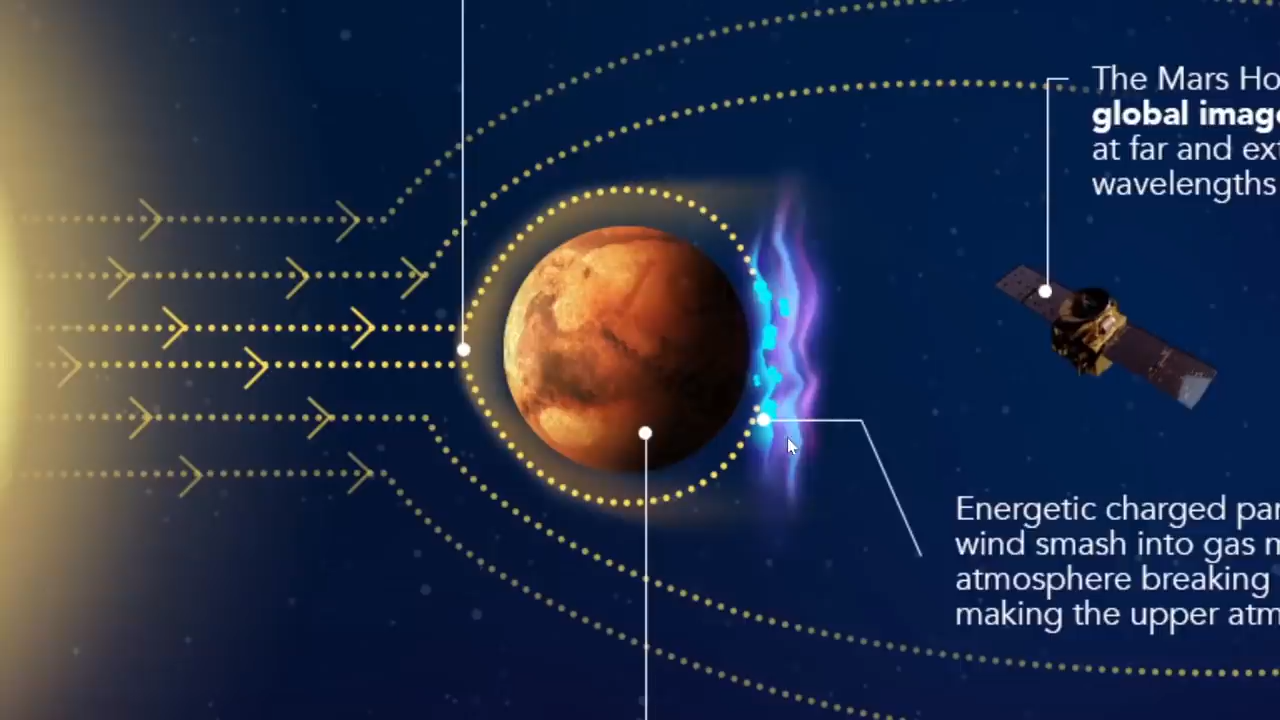 The Mars Ho
global image
at far and ext
wavelengths
Energetic charged par
wind smash into gas m
atmosphere breaking
making the upper atm